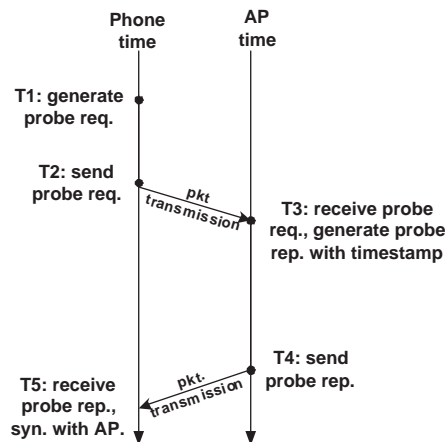 Phone
time
AP
time
T1: generate
probe req.
T2: send
probe req.
pkt
transmission
T3: receive probe
req., generate probe
rep. with timestamp
T4: send
probe rep.
pkt.
transmission
T5: receive
probe rep.,
syn. with AP.